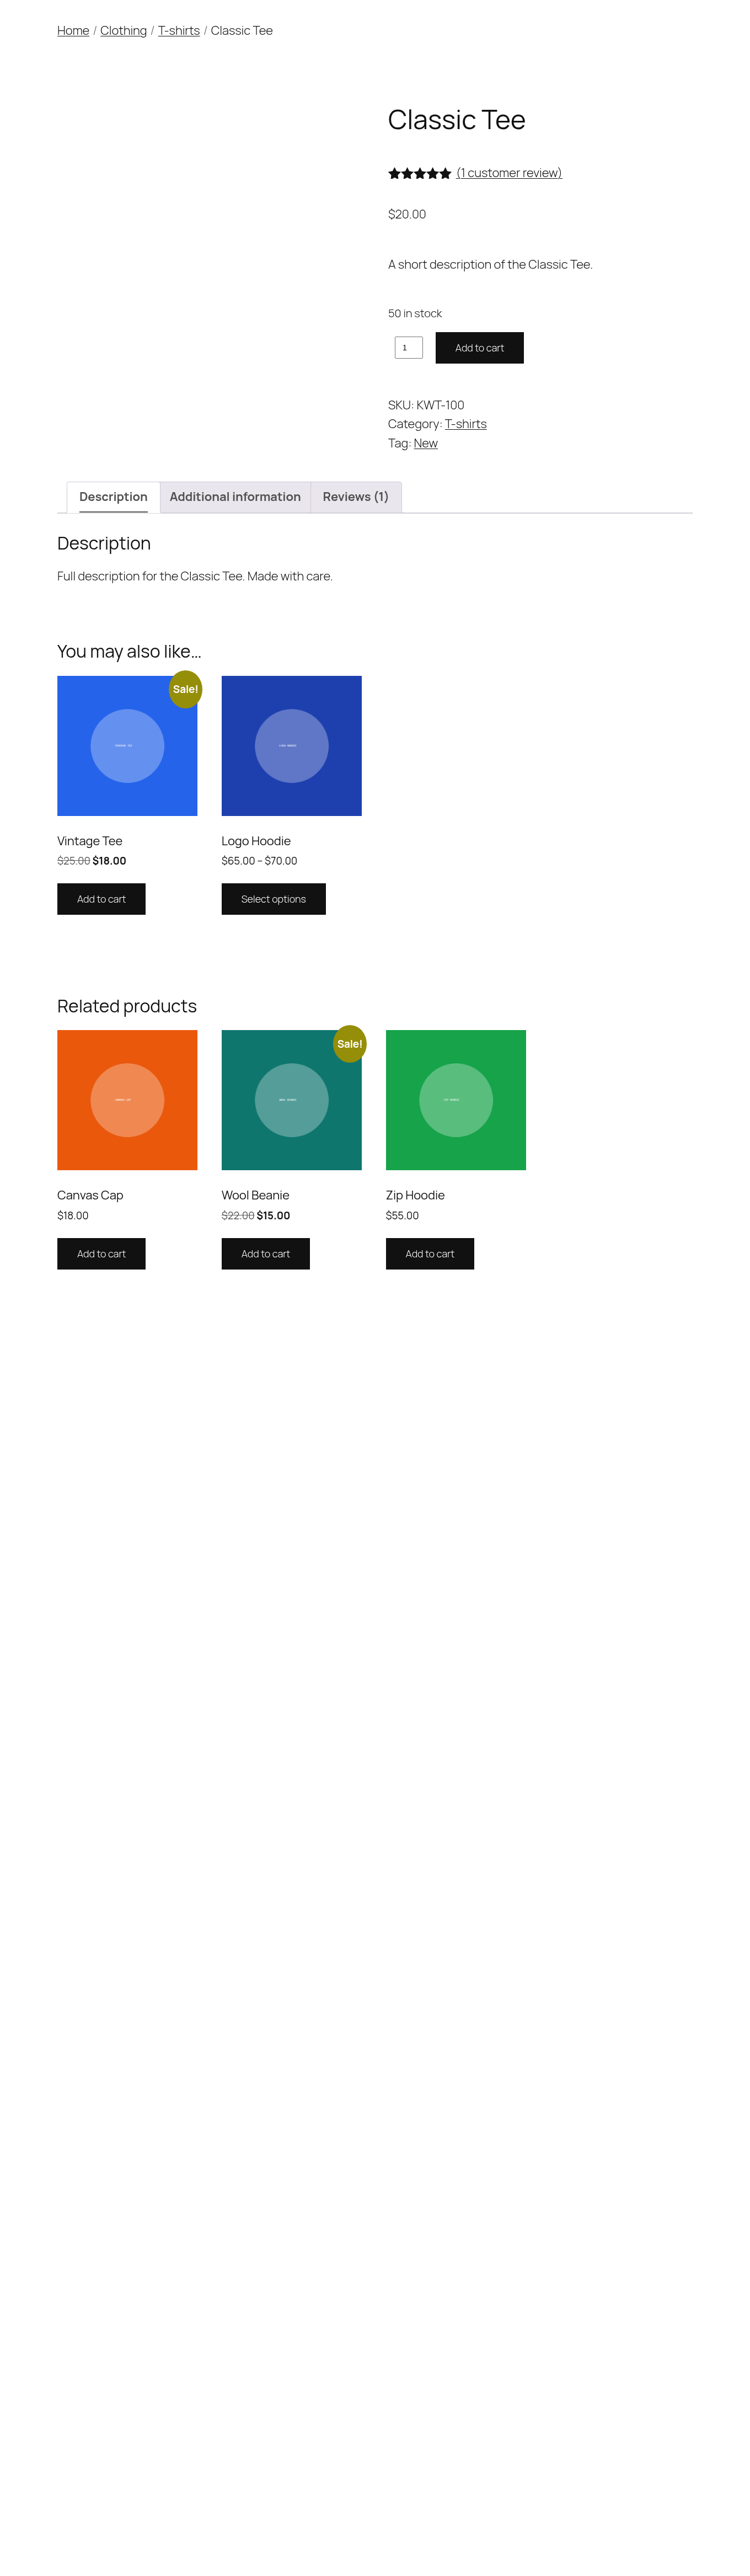 Home / Clothing / T-shirts / Classic Tee
Classic Tee
(1 customer review)
$20.00
A short description of the Classic Tee.
50 in stock
1
Add to cart
SKU: KWT-100
Category: T-shirts
Tag: New
Description
Additional information
Reviews (1)
Description
Full description for the Classic Tee. Made with care.
You may also like…
Sale!
Vintage Tee
$25.00 $18.00
Add to cart
Logo Hoodie
$65.00 – $70.00
Select options
Related products
Canvas Cap
$18.00
Add to cart
Sale!
Wool Beanie
$22.00 $15.00
Add to cart
Zip Hoodie
$55.00
Add to cart